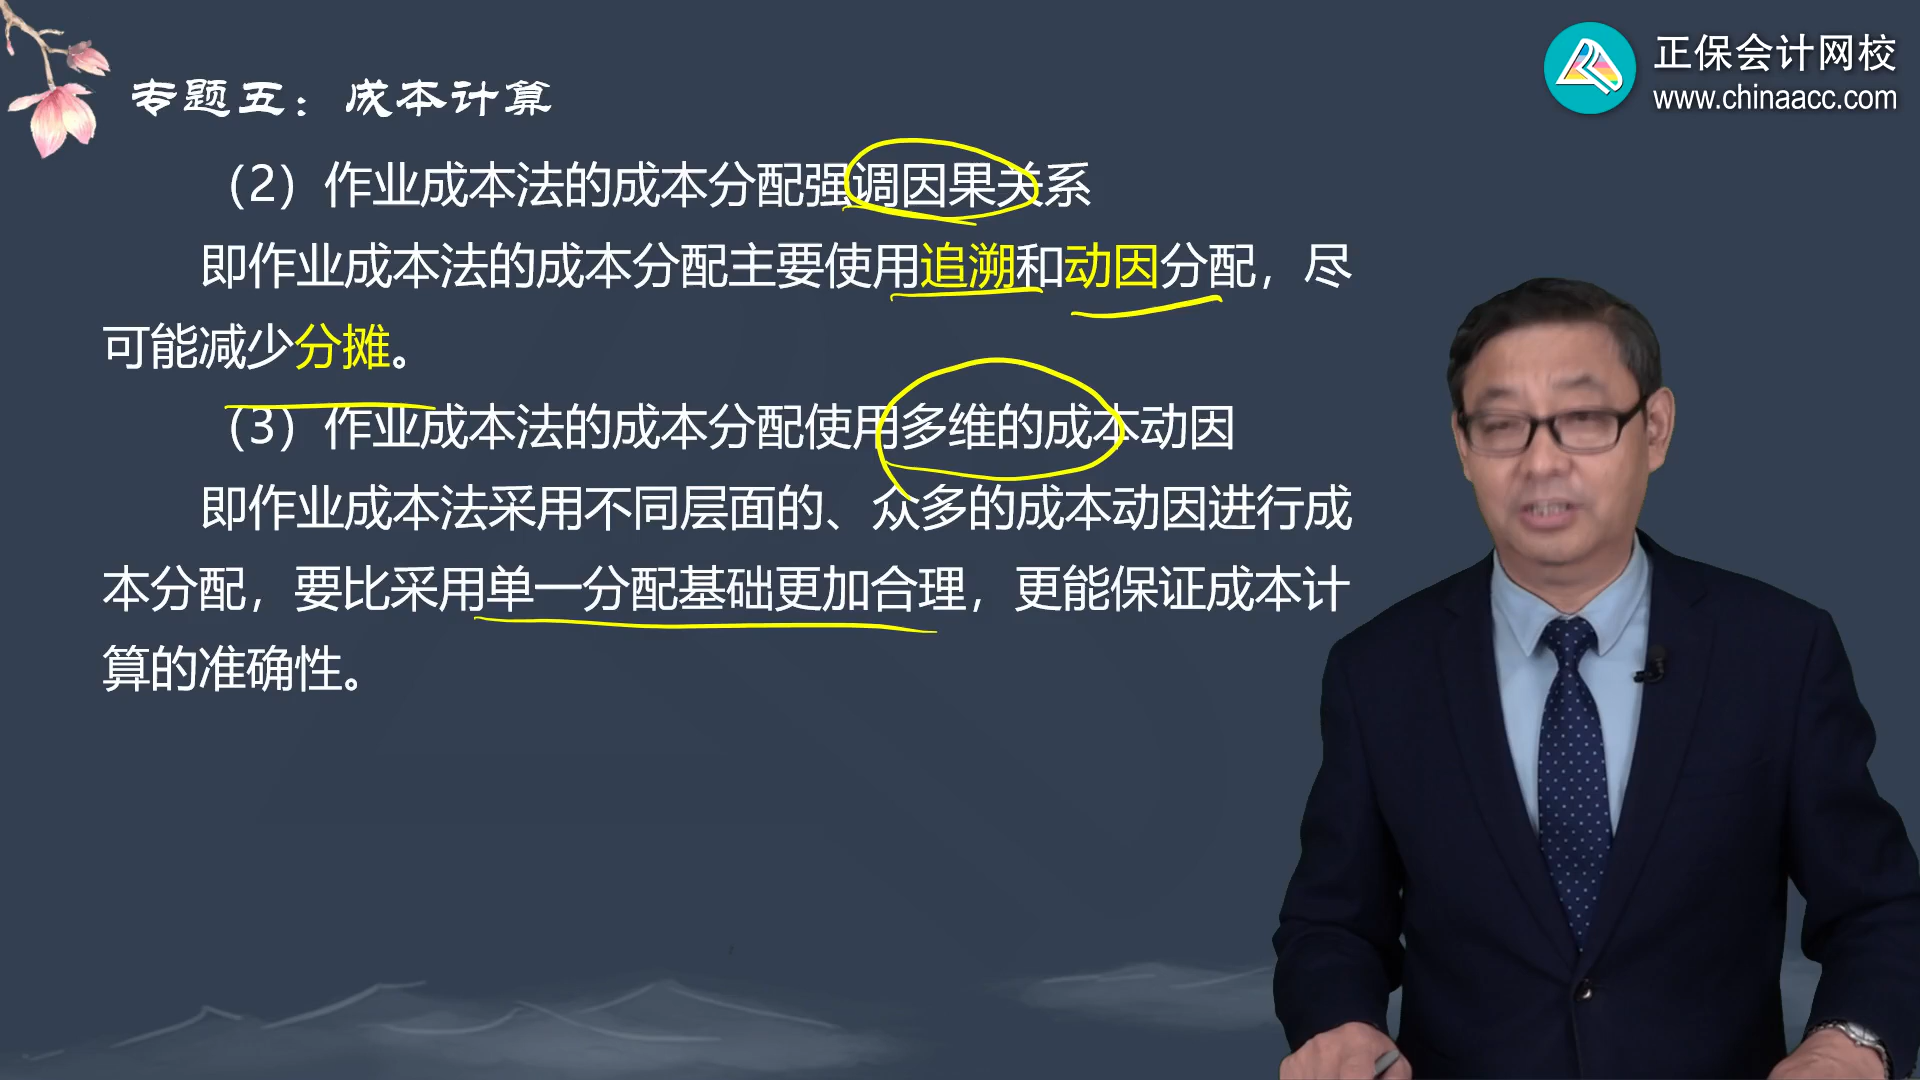 正保会计网校
www.chinaacc.com
专题五：成本计算
（2）作业成本法的成本分配强调因果关系
即作业成本法的成本分配主要使用追溯和动因分配，尽
可能减少分摊。
（3）作业成本法的成本分配使用多维的成本动因
即作业成本法采用不同层面的、众多的成本动因进行成
本分配，要比采用单一分配基础更加合理，更能保证成本计
算的准确性。